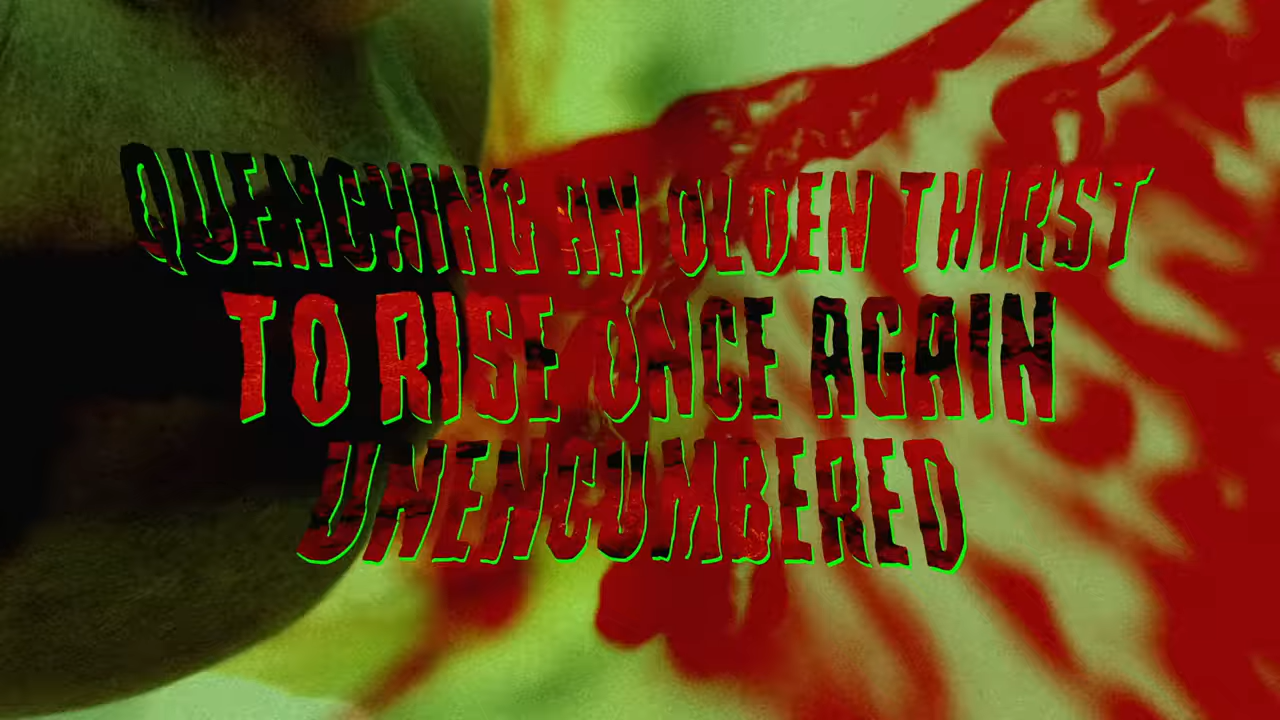 QUENCHING AN OLDEN THIRST
TO RISE ONCE AGAIN
UNENCUMBERED